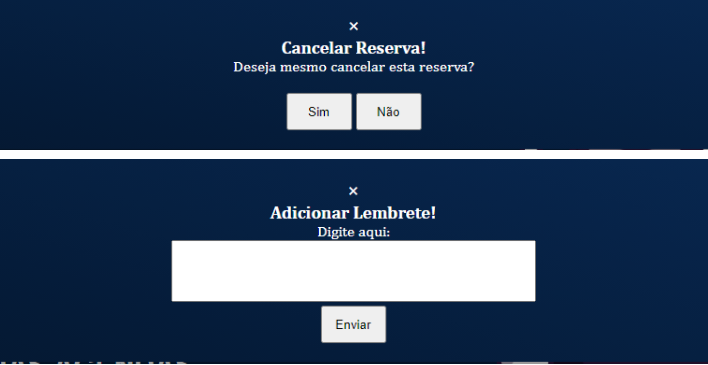 ×
Cancelar Reserva!
Deseja mesmo cancelar esta reserva?
Sim Não
×
Adicionar Lembrete!
Digite aqui:
Enviar